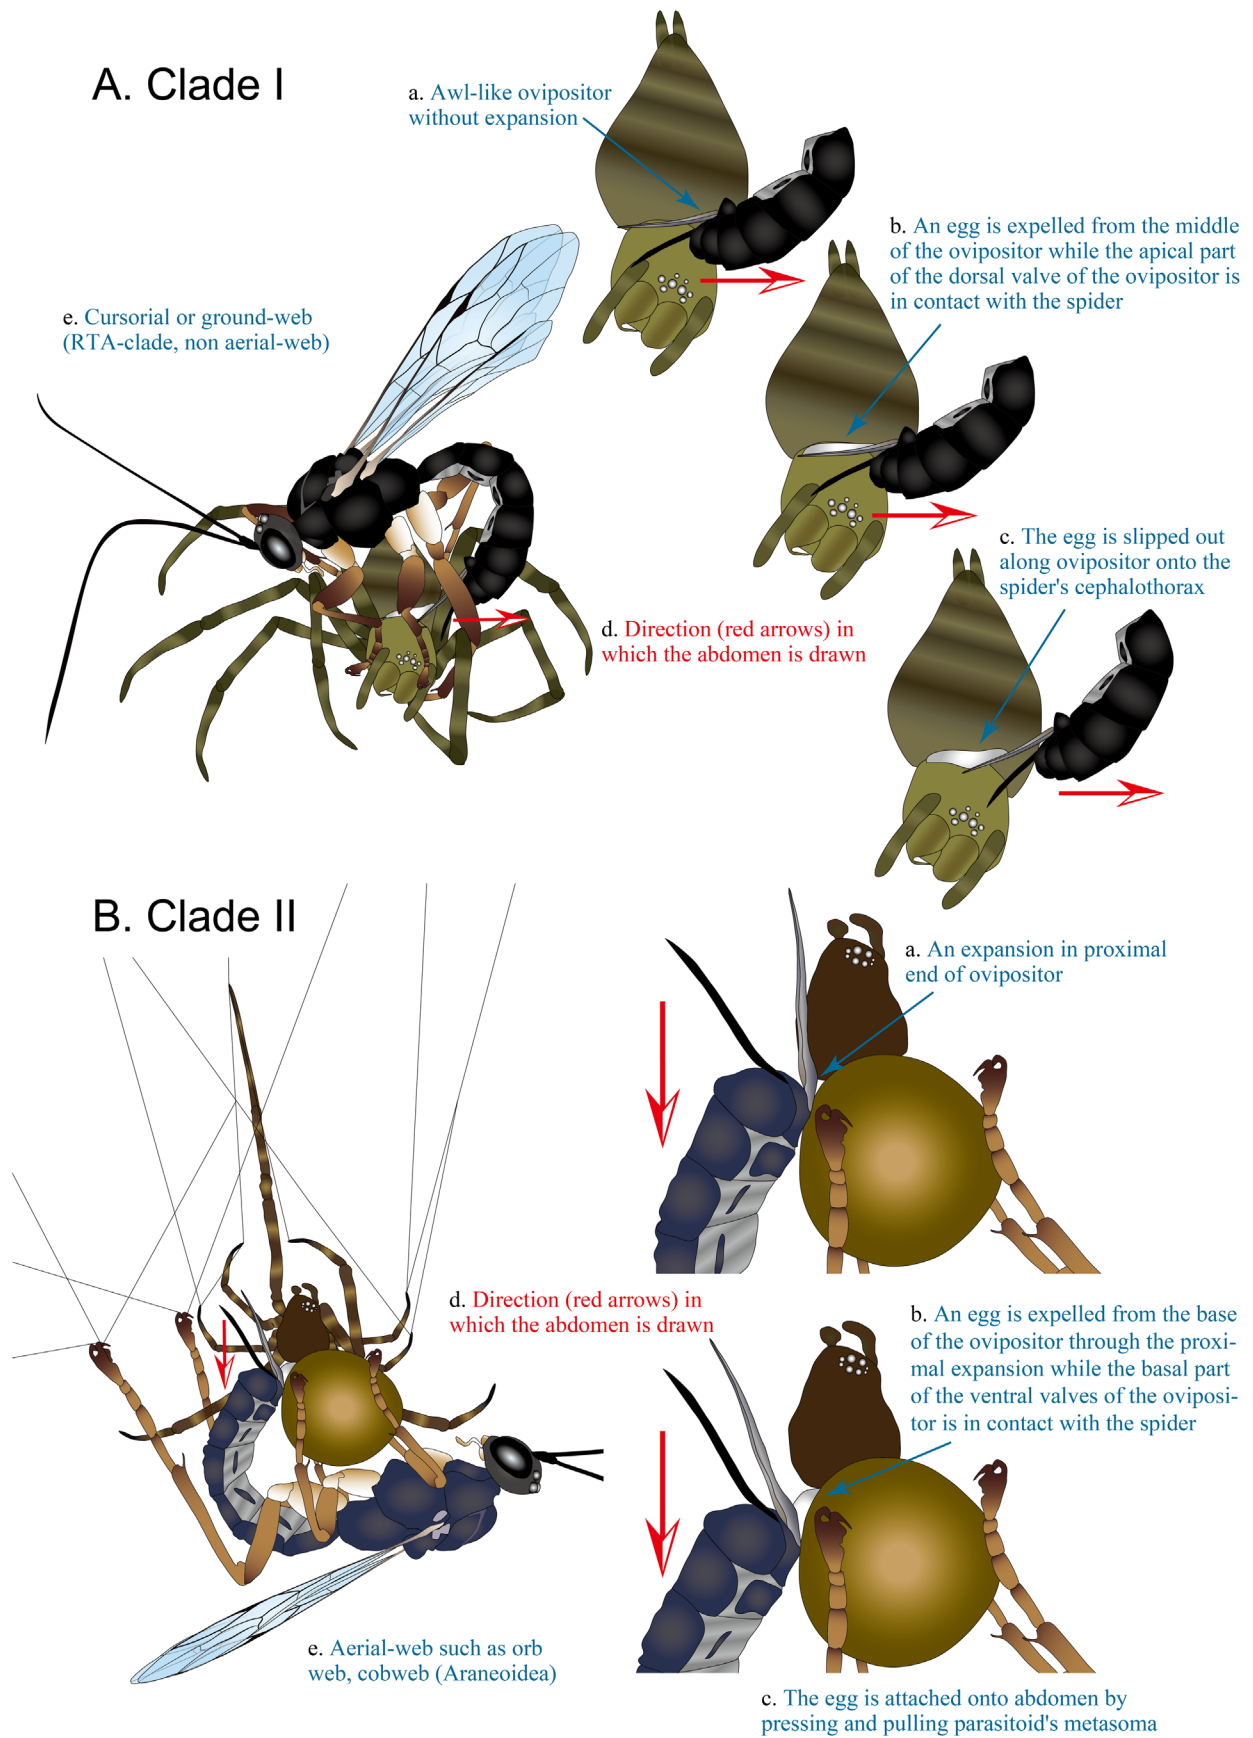 A. Clade I
a. Awl-like ovipositor
without expansion
b. An egg is expelled from the middle
of the ovipositor while the apical part
of the dorsal valve of the ovipositor is
in contact with the spider
e. Cursorial or ground-web
(RTA-clade, non aerial-web)
c. The egg is slipped out
along ovipositor onto the
spider's cephalothorax
d. Direction (red arrows) in
which the abdomen is drawn
B. Clade II
a. An expansion in proximal
end of ovipositor
d. Direction (red arrows) in
which the abdomen is drawn
b. An egg is expelled from the base
of the ovipositor through the proxi-
mal expansion while the basal part
of the ventral valves of the oviposi-
tor is in contact with the spider
e. Aerial-web such as orb
web, cobweb (Araneoidea)
c. The egg is attached onto abdomen by
pressing and pulling parasitoid's metasoma